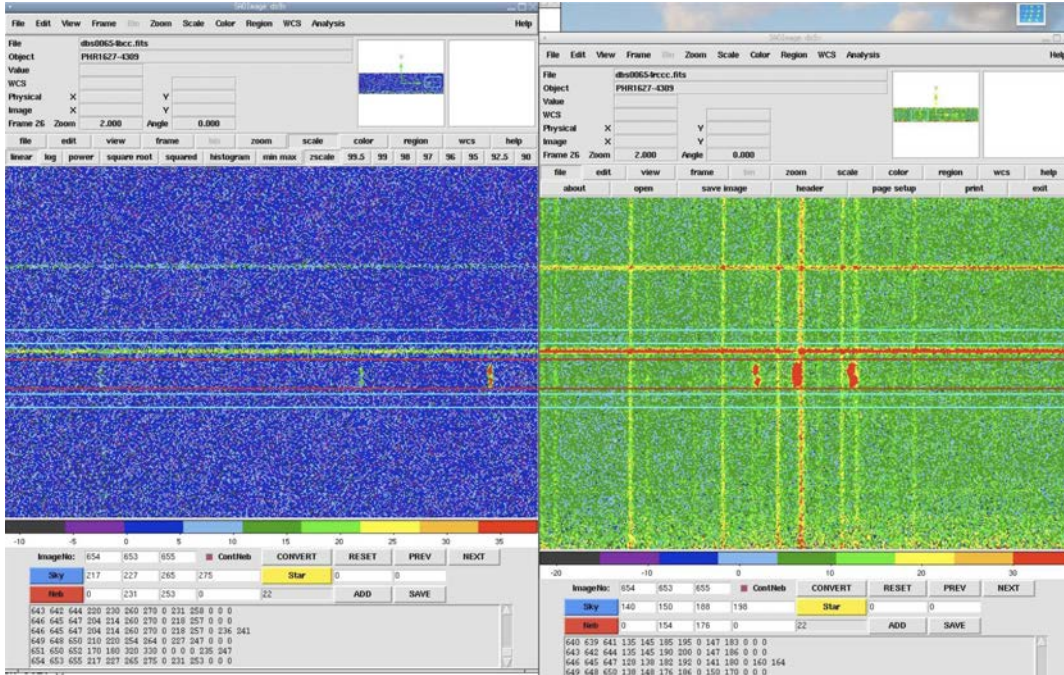 SAOImage ds9
File Edit View Frame Bin Zoom Scale Color Region WCS Analysis Help
File dbs0065-lbcc.fits
Object PHR1627-4309
Value
WCS
Physical X Y
Image X Y
Frame 26 Zoom 2.000 Angle 0.000
file edit view frame bin zoom scale color region wcs help
linear log power square root squared histogram min max zscale 99.5 99 98 97 96 95 92.5 90
-10 -5 0 5 10 15 20 25 30 35
ImageNo: 654 653 655 ContNeb CONVERT RESET PREV NEXT
Sky 217 227 265 275 Star 0 0
Neb 0 231 253 0 22 ADD SAVE
643 642 644 220 230 260 270 0 231 258 0 0 0
646 645 647 204 214 260 270 0 218 257 0 0 0
646 645 647 204 214 260 270 0 218 257 0 236 241
649 648 650 210 220 254 264 0 227 247 0 0 0
651 650 652 170 180 320 330 0 0 0 0 235 247
654 653 655 217 227 265 275 0 231 253 0 0 0
SAOImage ds9
File Edit View Frame Bin Zoom Scale Color Region WCS Analysis Help
File dbs0065-lrccc.fits
Object PHR1627-4309
Value
WCS
Physical X Y
Image X Y
Frame 26 Zoom 2.000 Angle 0.000
file edit view frame bin zoom scale color region wcs help
about open save image header page setup print exit
-20 -10 0 10 20 30
ImageNo: 654 653 655 ContNeb CONVERT RESET PREV NEXT
Sky 140 150 188 198 Star 0 0
Neb 0 154 176 0 22 ADD SAVE
640 639 641 135 145 185 195 0 147 183 0 0 0
643 642 644 135 145 190 200 0 147 186 0 0 0
646 645 647 128 138 182 192 0 141 180 0 160 164
649 648 650 138 148 176 186 0 150 170 0 0 0